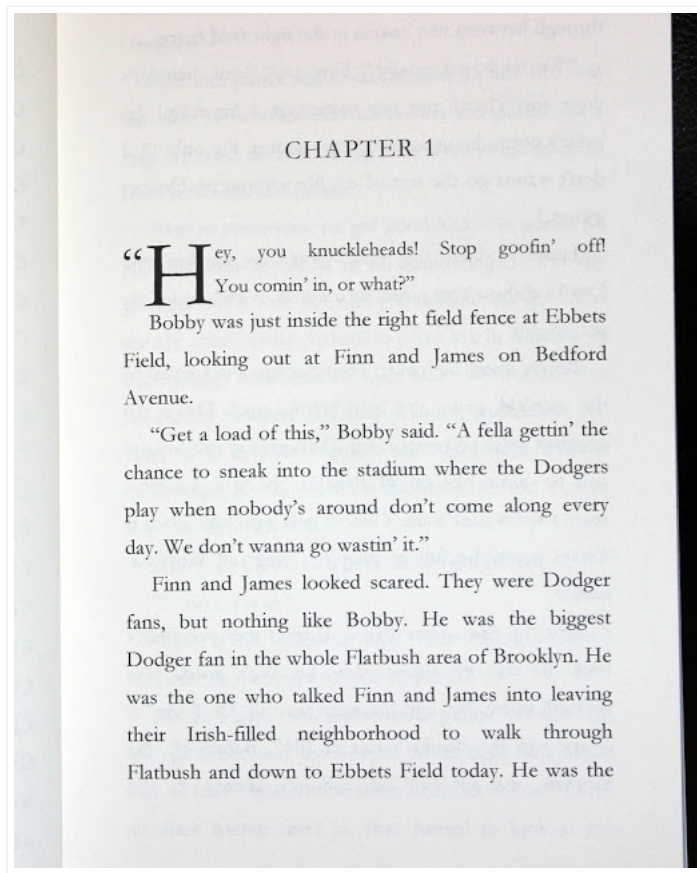 CHAPTER 1
“Hey, you knuckleheads! Stop goofin’ off!
You comin’ in, or what?”
Bobby was just inside the right field fence at Ebbets
Field, looking out at Finn and James on Bedford
Avenue.
“Get a load of this,” Bobby said. “A fella gettin’ the
chance to sneak into the stadium where the Dodgers
play when nobody’s around don’t come along every
day. We don’t wanna go wastin’ it.”
Finn and James looked scared. They were Dodger
fans, but nothing like Bobby. He was the biggest
Dodger fan in the whole Flatbush area of Brooklyn. He
was the one who talked Finn and James into leaving
their Irish-filled neighborhood to walk through
Flatbush and down to Ebbets Field today. He was the